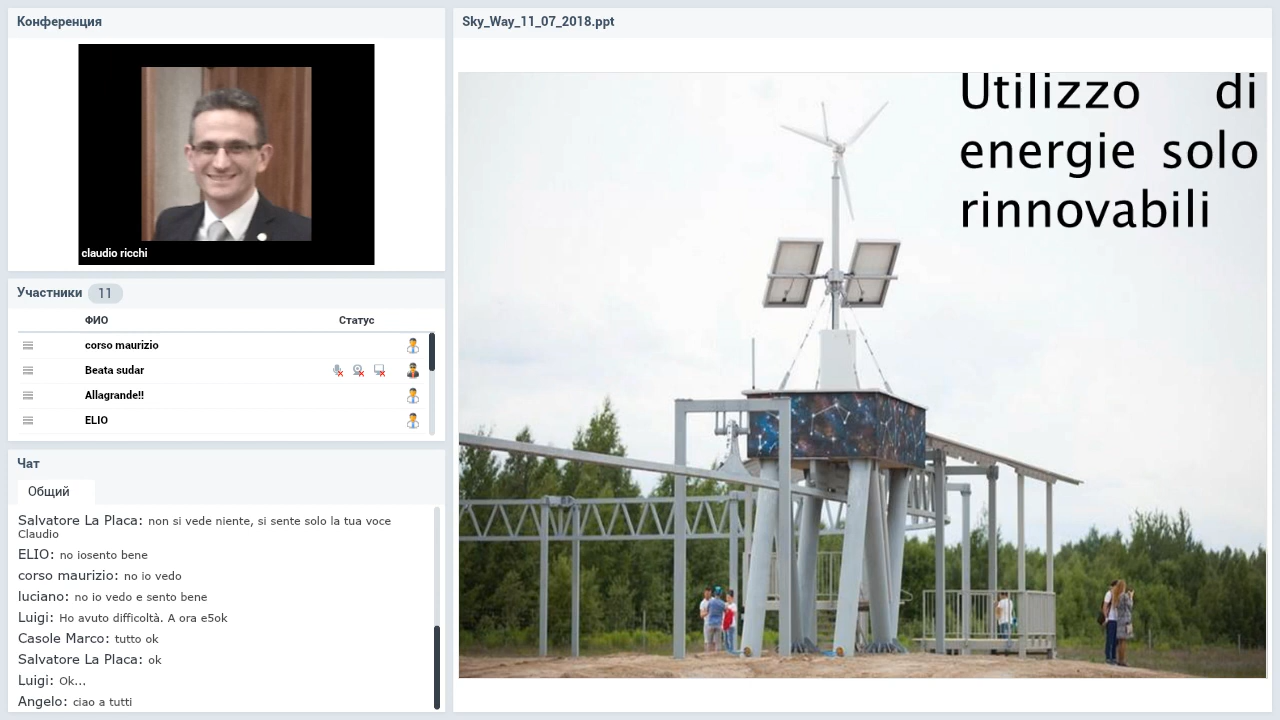 Конференция
claudio ricchi
Участники 11
ФИО Статус
corso maurizio
Beata sudar
Allagrande!!
ELIO
Чат
Общий
Salvatore La Placa: non si vede niente, si sente solo la tua voce
Claudio
ELIO: no iosento bene
corso maurizio: no io vedo
luciano: no io vedo e sento bene
Luigi: Ho avuto difficoltà. A ora e5ok
Casole Marco: tutto ok
Salvatore La Placa: ok
Luigi: Ok...
Angelo: ciao a tutti
Sky_Way_11_07_2018.ppt
Utilizzo di
energie solo
rinnovabili